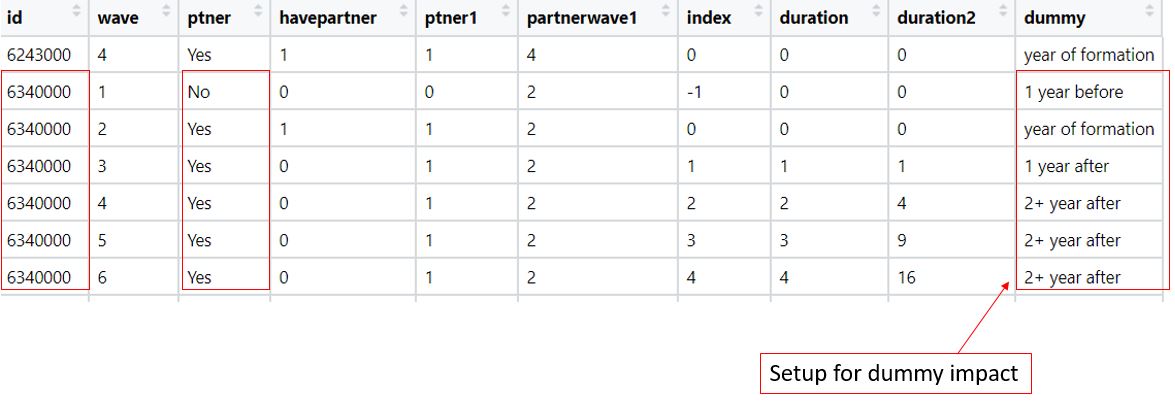 id wave ptner havepartner ptner1 partnerwave1 index duration duration2 dummy
6243000 4 Yes 1 1 4 0 0 0 year of formation
6340000 1 No 0 0 2 -1 0 0 1 year before
6340000 2 Yes 1 1 2 0 0 0 year of formation
6340000 3 Yes 0 1 2 1 1 1 1 year after
6340000 4 Yes 0 1 2 2 2 4 2+ year after
6340000 5 Yes 0 1 2 3 3 9 2+ year after
6340000 6 Yes 0 1 2 4 4 16 2+ year after
Setup for dummy impact